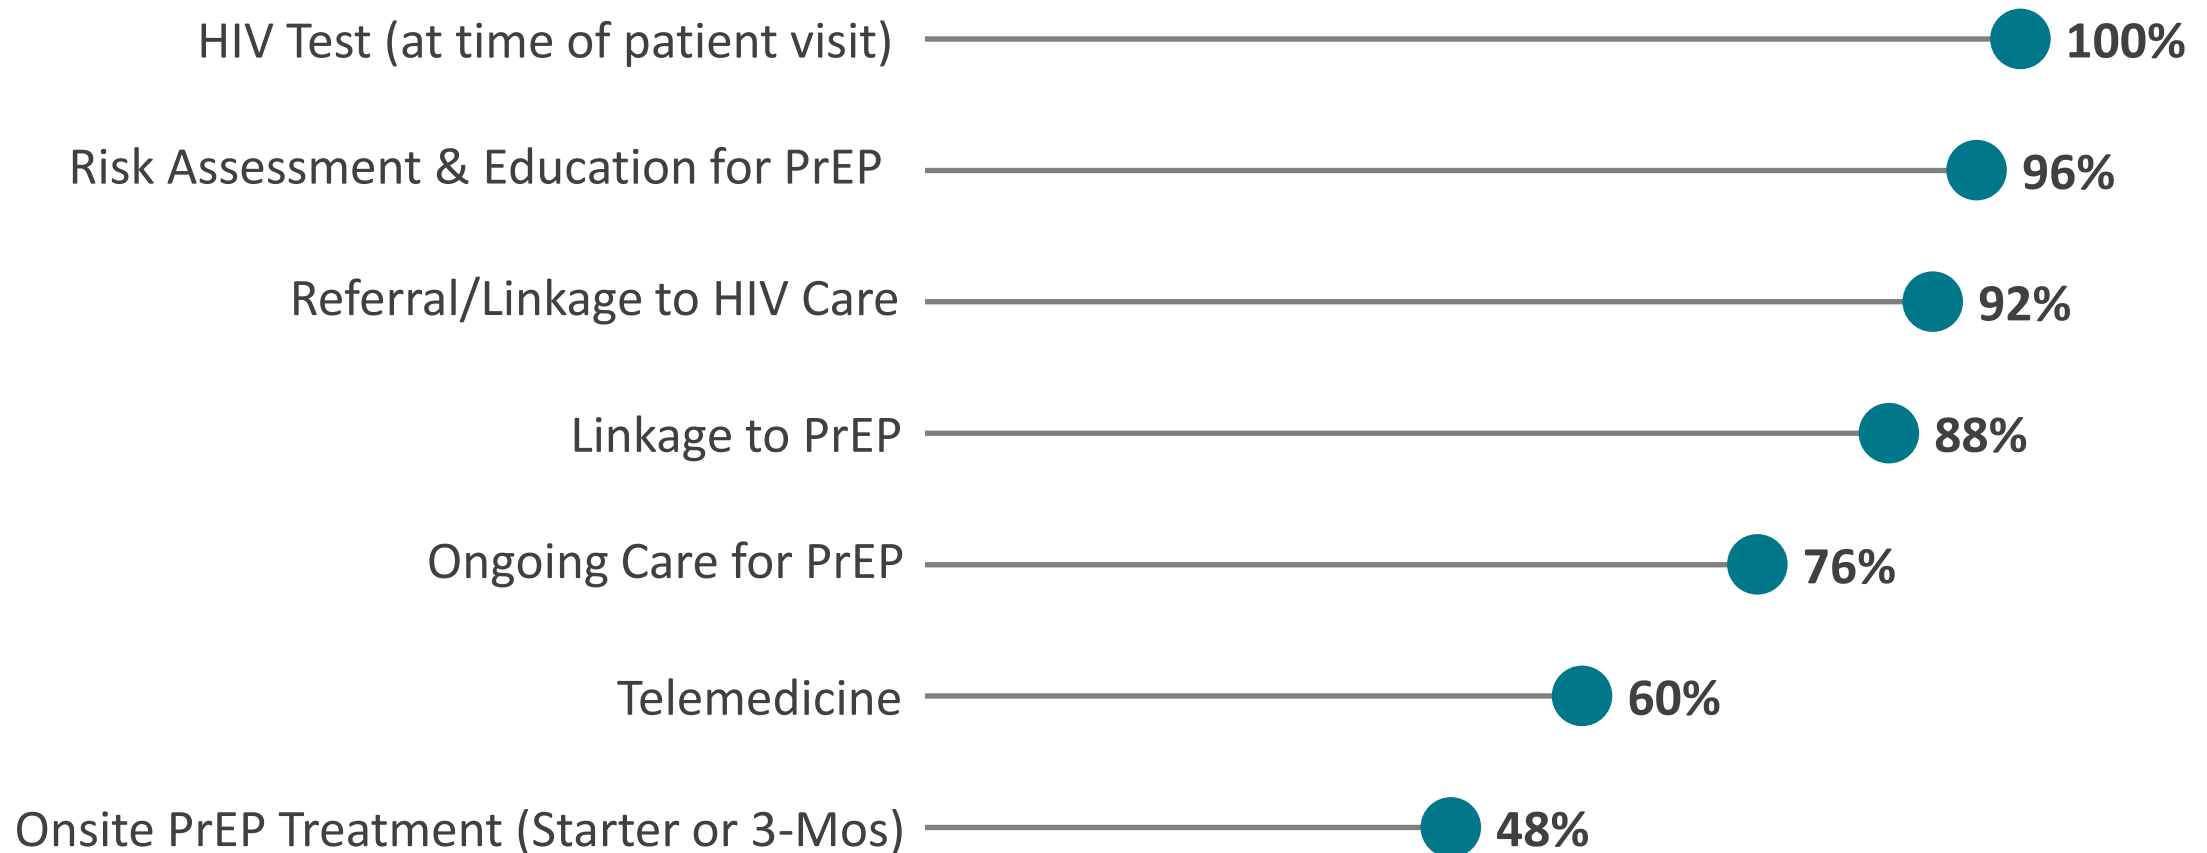 HIV Test (at time of patient visit) 100%
Risk Assessment & Education for PrEP 96%
Referral/Linkage to HIV Care 92%
Linkage to PrEP 88%
Ongoing Care for PrEP 76%
Telemedicine 60%
Onsite PrEP Treatment (Starter or 3-Mos) 48%